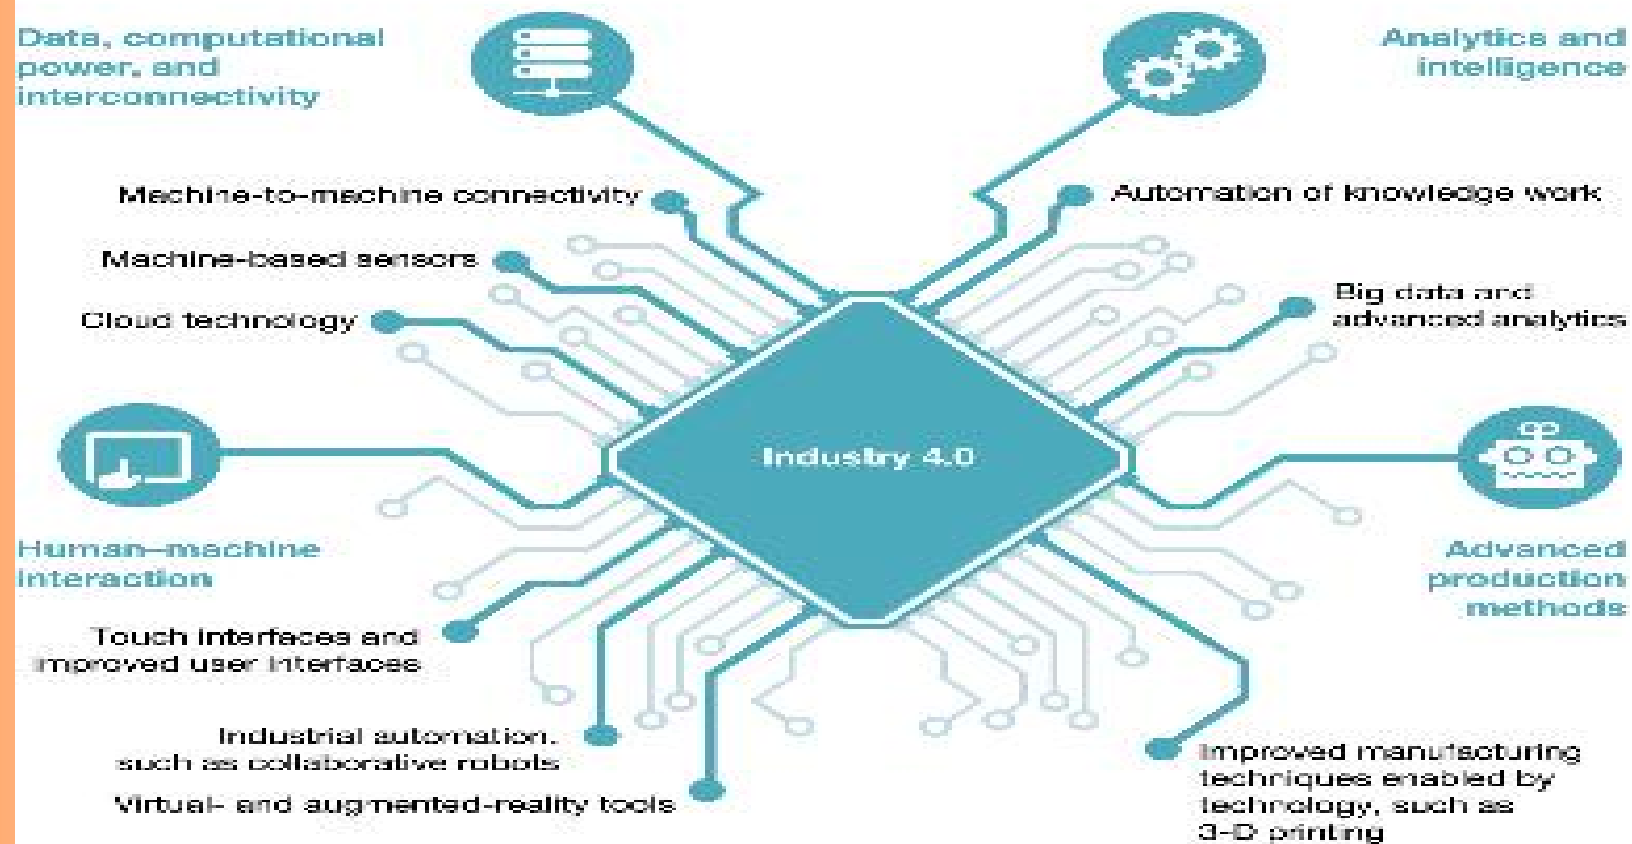 Data, computational
power, and
interconnectivity
Machine-to-machine connectivity
Machine-based sensors
Cloud technology
Analytics and
intelligence
Automation of knowledge work
Big data and
advanced analytics
Industry 4.0
Human–machine
interaction
Touch interfaces and
improved user interfaces
Industrial automation,
such as collaborative robots
Virtual- and augmented-reality tools
Advanced
production
methods
Improved manufacturing
techniques enabled by
technology, such as
3-D printing